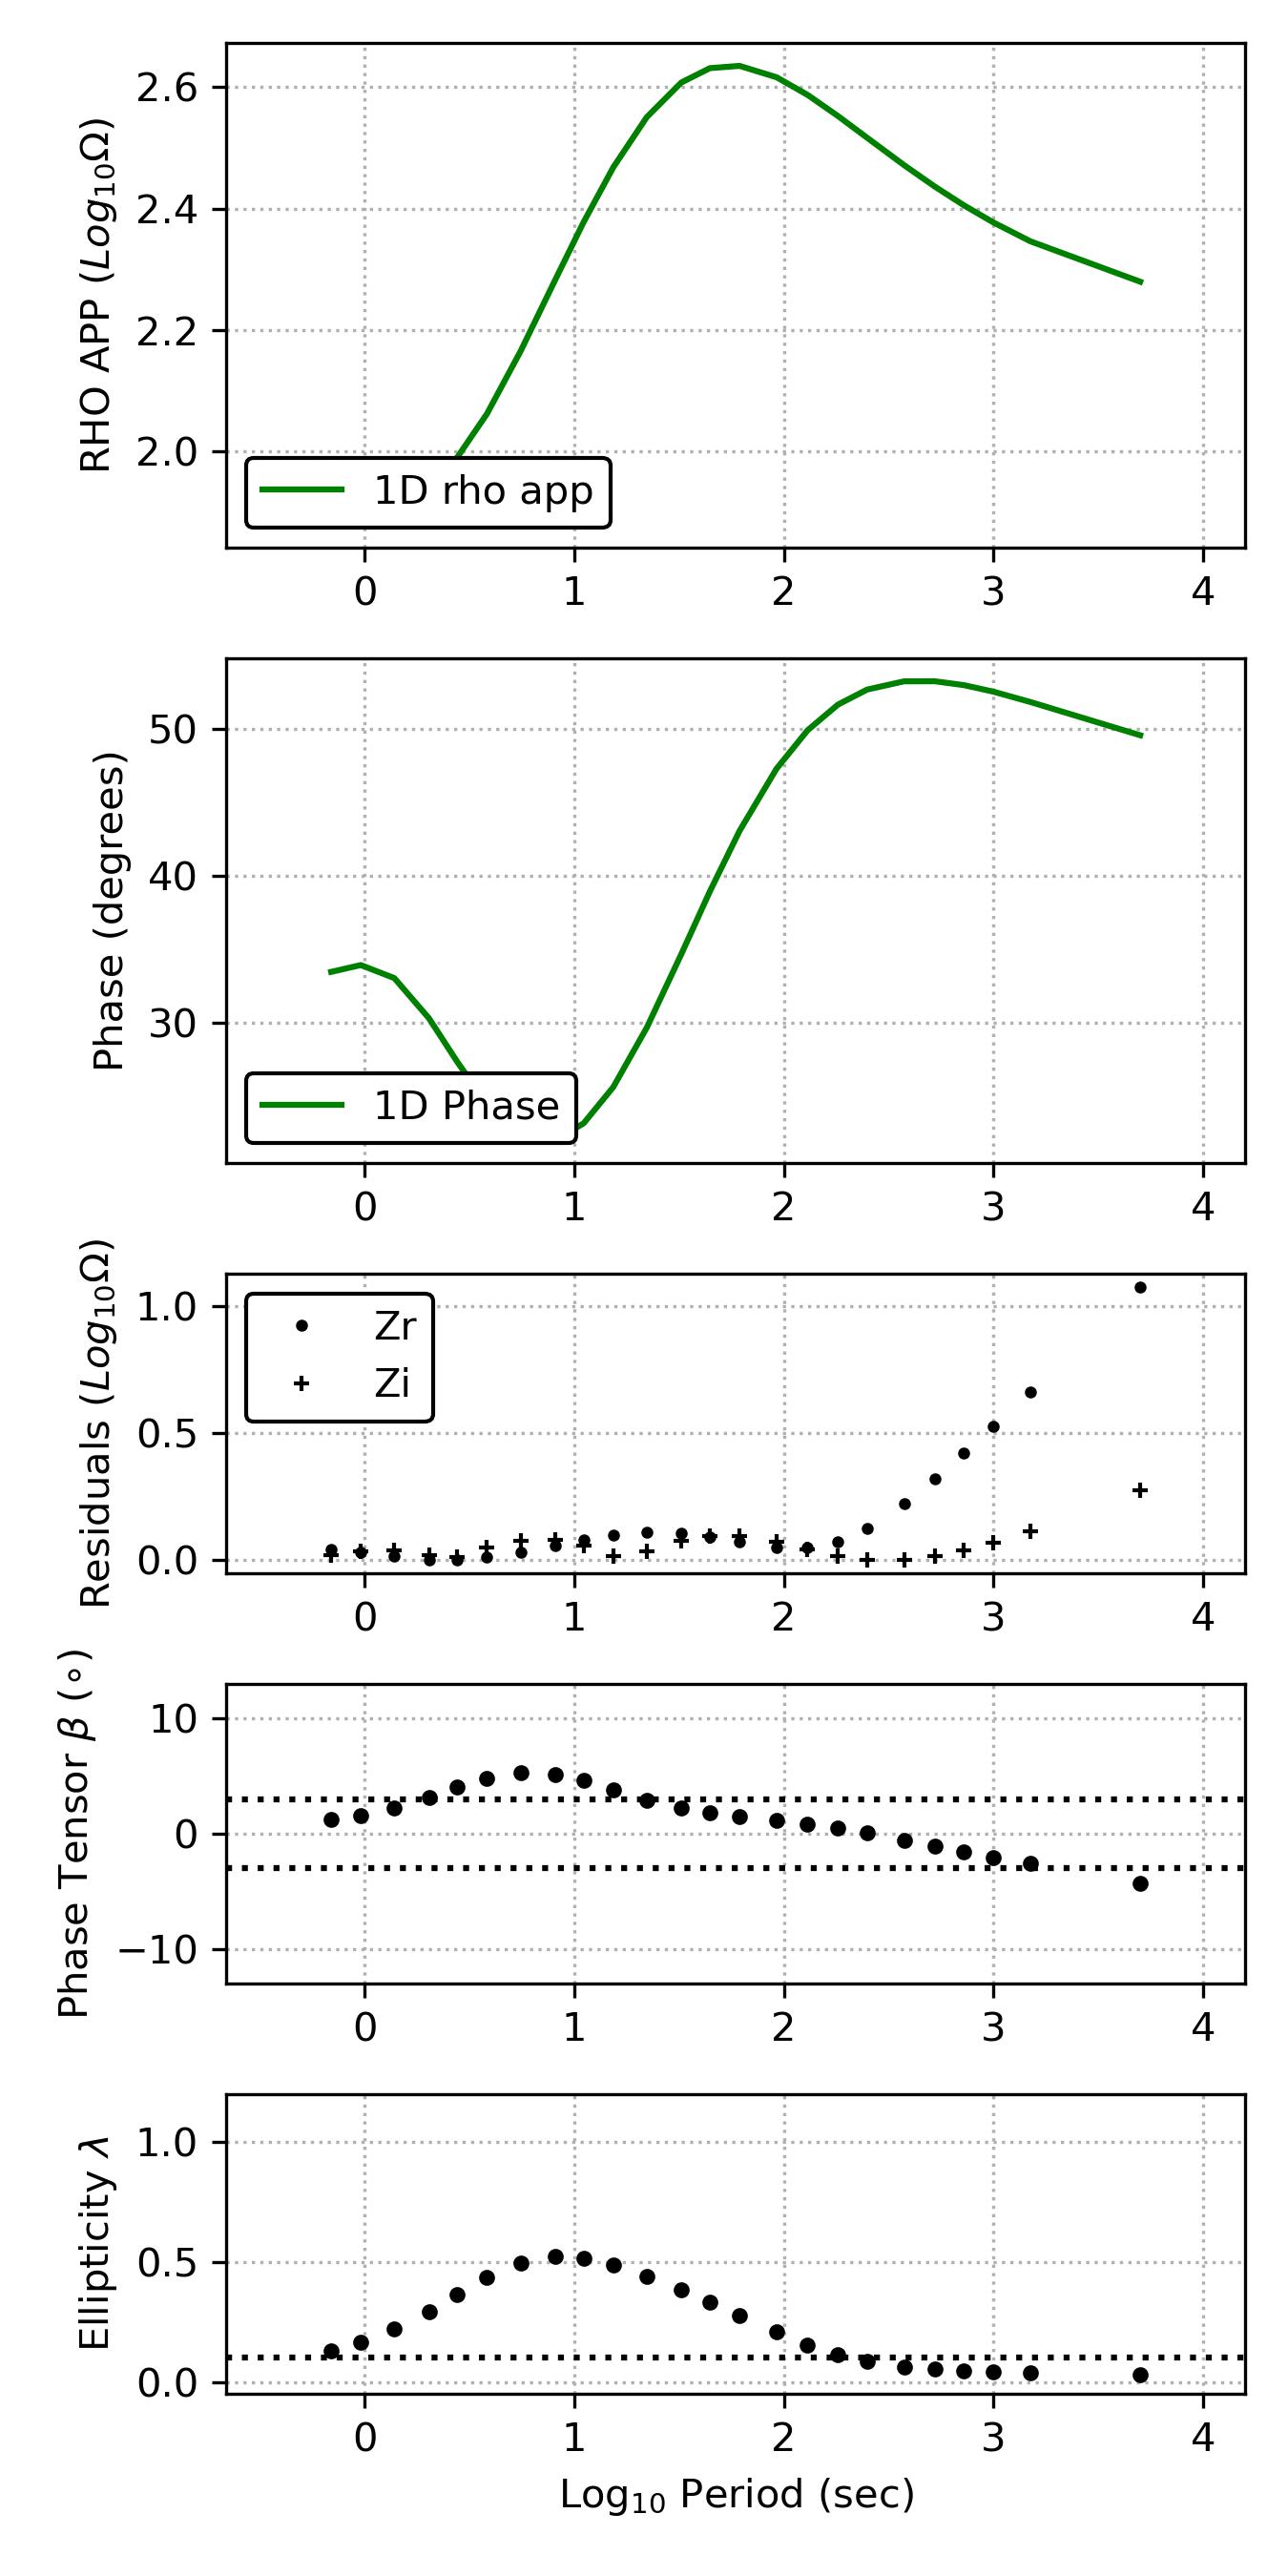 RHO APP (Log10Ω)
2.6
2.4
2.2
2.0
1D rho app
0 1 2 3 4
Phase (degrees)
50
40
30
1D Phase
0 1 2 3 4
Residuals (Log10Ω)
1.0
0.5
0.0
Zr
Zi
0 1 2 3 4
Phase Tensor β (∘)
10
0
−10
0 1 2 3 4
Ellipticity λ
1.0
0.5
0.0
0 1 2 3 4
Log10 Period (sec)